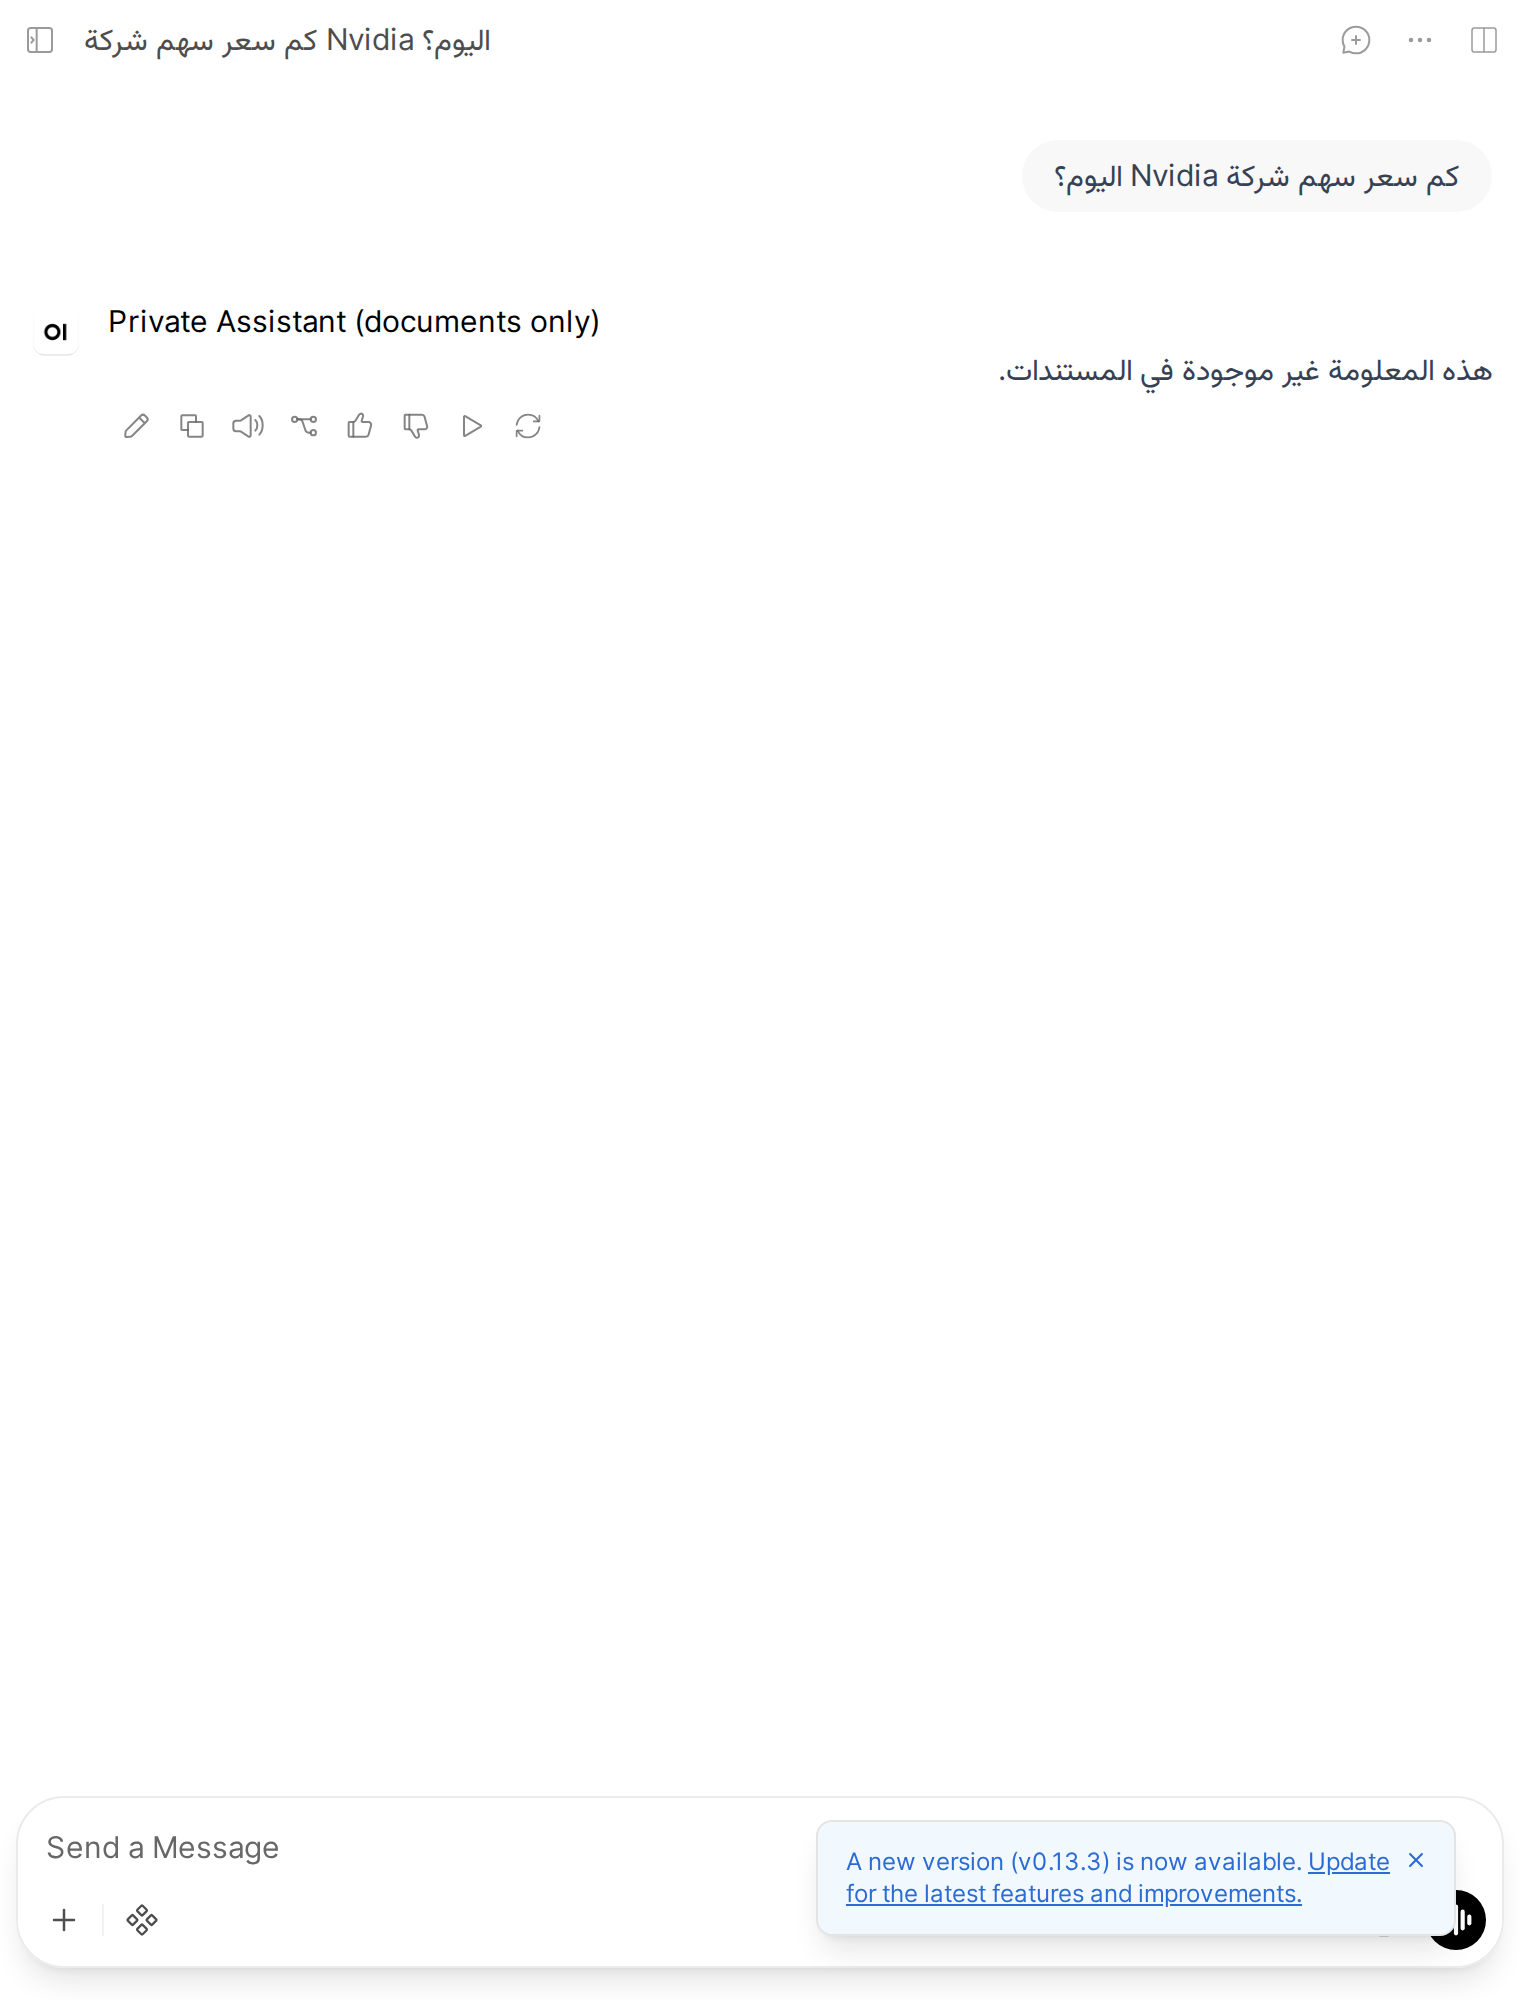 كم سعر سهم شركة Nvidia اليوم؟
كم سعر سهم شركة Nvidia اليوم؟
OI
Private Assistant (documents only)
هذه المعلومة غير موجودة في المستندات.
Send a Message
A new version (v0.13.3) is now available. Update
for the latest features and improvements.